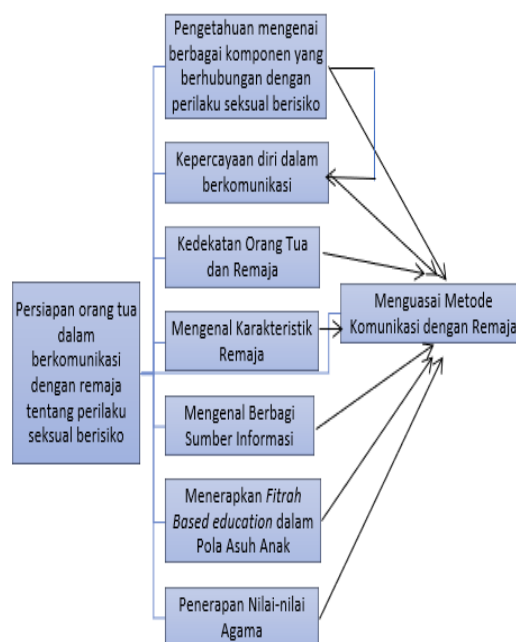 Pengetahuan mengenai
berbagai komponen yang
berhubungan dengan
perilaku seksual berisiko
Kepercayaan diri dalam
berkomunikasi
Kedekatan Orang Tua
dan Remaja
Persiapan orang tua
dalam
berkomunikasi
dengan remaja
tentang perilaku
seksual berisiko
Mengenal Karakteristik
Remaja
Menguasai Metode
Komunikasi dengan Remaja
Mengenal Berbagi
Sumber Informasi
Menerapkan Fitrah
Based education dalam
Pola Asuh Anak
Penerapan Nilai-nilai
Agama